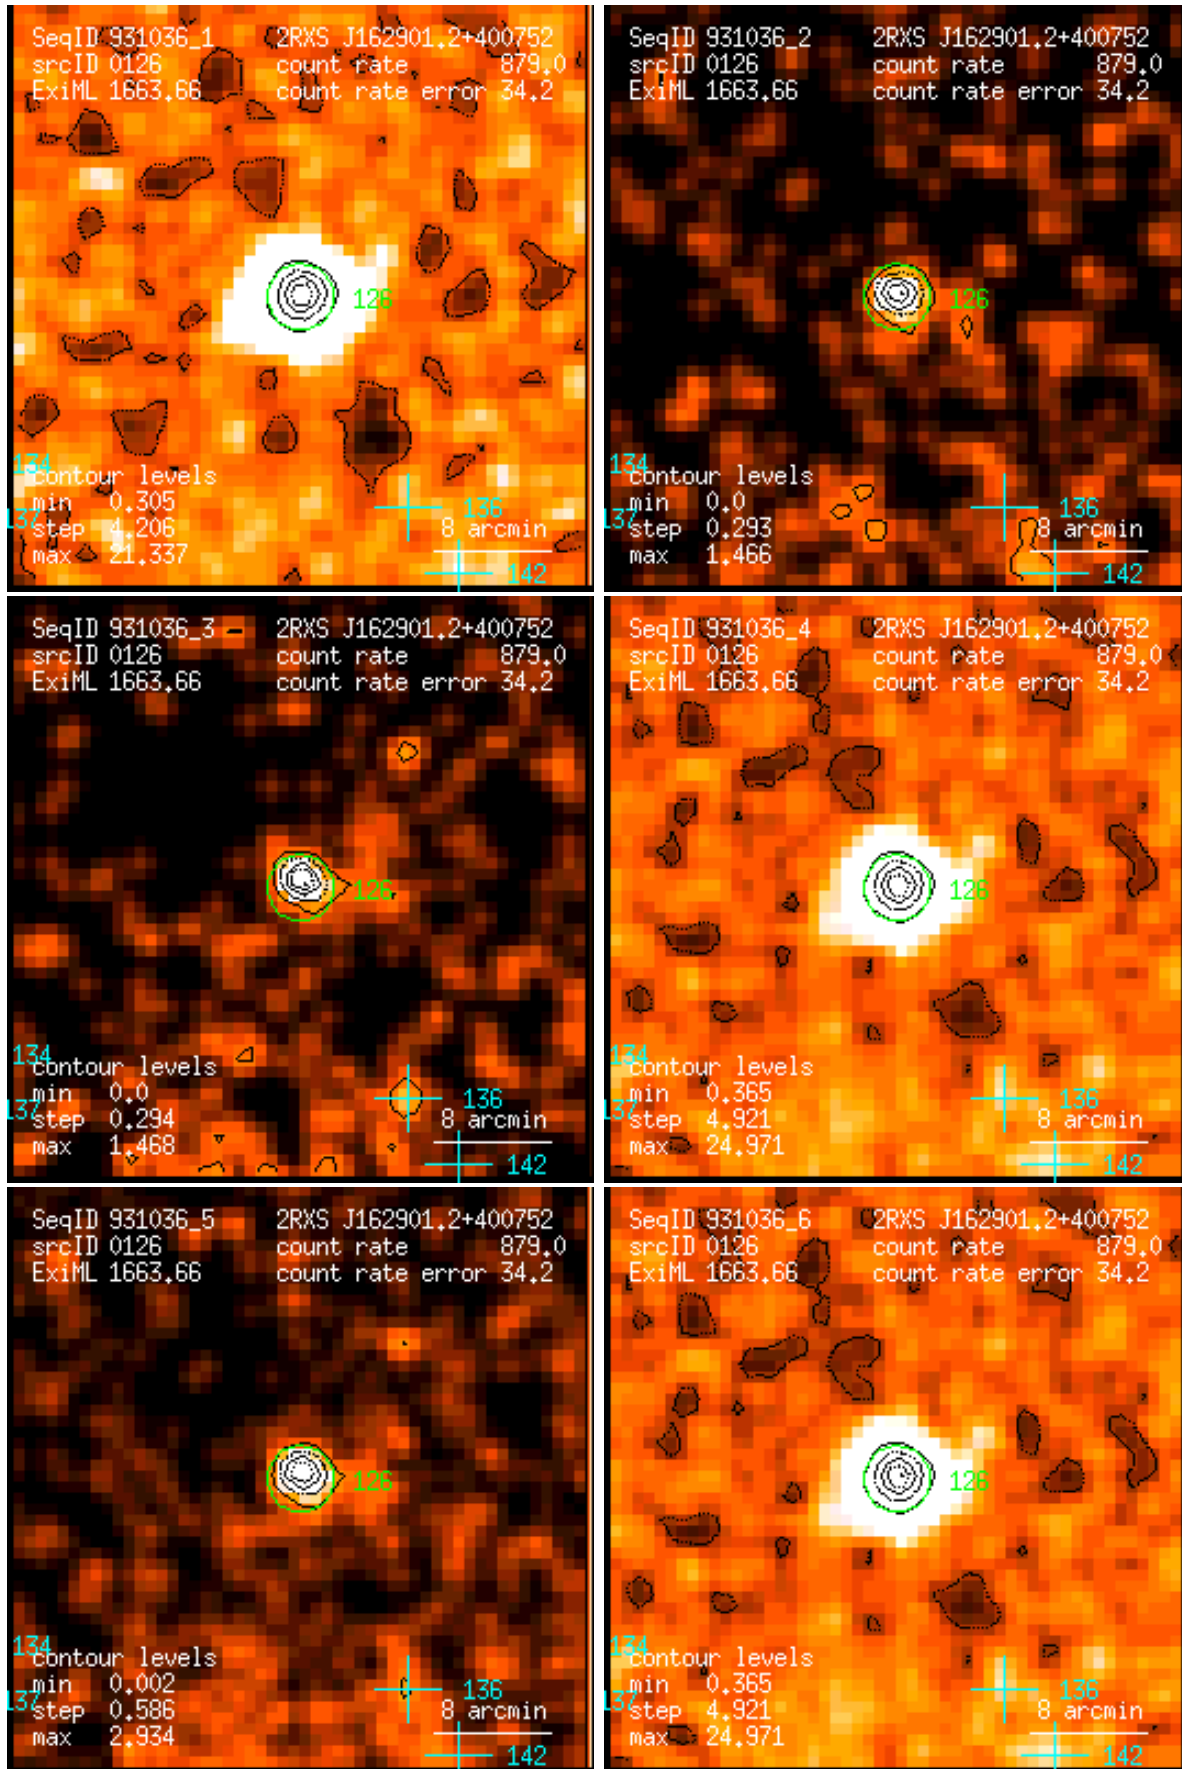 SeqID 931036_1 2RXS J162901.2+400752
srcID 0126 count rate 879.0
ExiML 1663.66 count rate error 34.2
126
134
contour levels
min 0.305
136
137
step 4.206
8 arcmin
max 21.337
142
SeqID 931036_2 2RXS J162901.2+400752
srcID 0126 count rate 879.0
ExiML 1663.66 count rate error 34.2
126
134
contour levels
min 0.0
136
137
step 0.293
8 arcmin
max 1.466
142
SeqID 931036_3 2RXS J162901.2+400752
srcID 0126 count rate 879.0
ExiML 1663.66 count rate error 34.2
126
134
contour levels
min 0.0
136
137
step 0.294
8 arcmin
max 1.468
142
SeqID 931036_4 2RXS J162901.2+400752
srcID 0126 count rate 879.0
ExiML 1663.66 count rate error 34.2
126
134
contour levels
min 0.365
136
137
step 4.921
8 arcmin
max 24.971
142
SeqID 931036_5 2RXS J162901.2+400752
srcID 0126 count rate 879.0
ExiML 1663.66 count rate error 34.2
126
134
contour levels
min 0.002
136
137
step 0.586
8 arcmin
max 2.934
142
SeqID 931036_6 2RXS J162901.2+400752
srcID 0126 count rate 879.0
ExiML 1663.66 count rate error 34.2
126
134
contour levels
min 0.365
136
137
step 4.921
8 arcmin
max 24.971
142